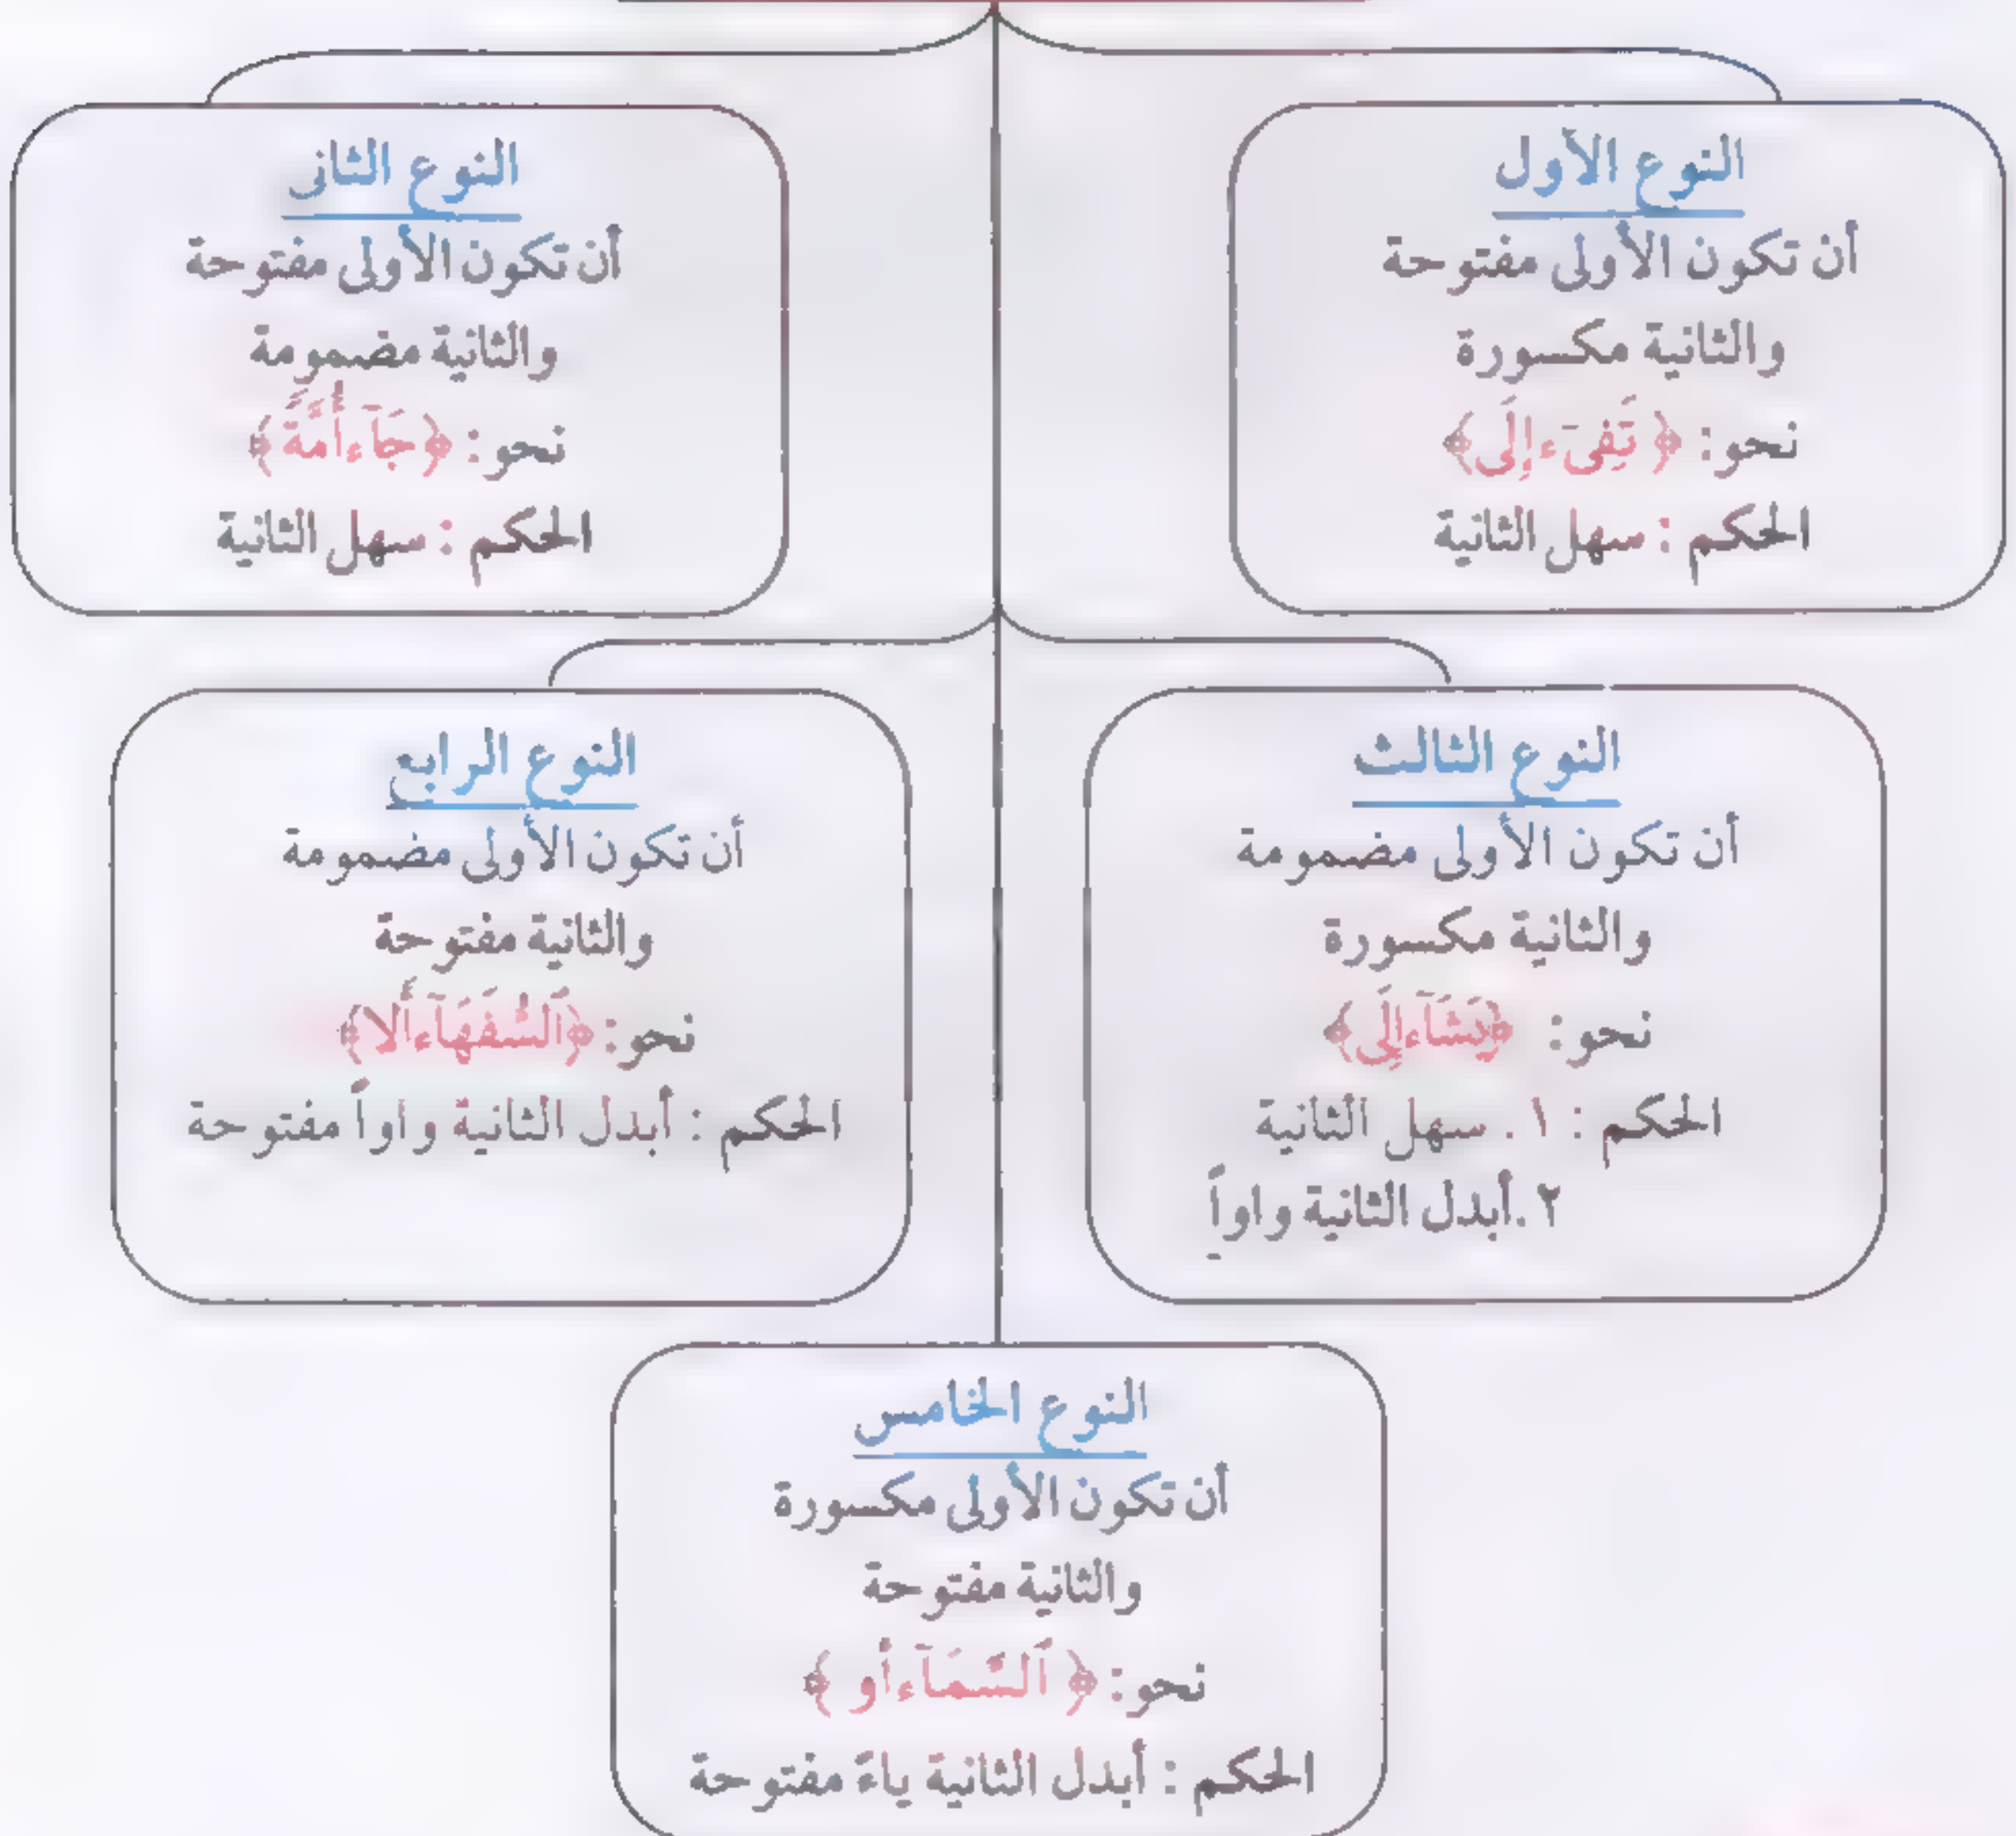 النوع الأول
أن تكون الأولى مفتوحة
والثانية مكسورة
نحو: ﴿ تَفِىٓءَ إِلَىٰ﴾
الحكم : سهل الثانية
النوع الثانى
أن تكون الأولى مفتوحة
والثانية مضمومة
نحو: ﴿جَآءَ أُمَّةً ﴾
الحكم : سهل الثانية
النوع الثالث
أن تكون الأولى مضمومة
والثانية مكسورة
نحو: ﴿يَشَآءُ إِلَىٰ﴾
الحكم : ١. سهل الثانية
٢.أبدل الثانية واواً
النوع الرابع
أن تكون الأولى مضمومة
والثانية مفتوحة
نحو: ﴿ٱلسُّفَهَآءُ أَلَا﴾
الحكم : أبدل الثانية واواً مفتوحة
النوع الخامس
أن تكون الأولى مكسورة
والثانية مفتوحة
نحو: ﴿ ٱلسَّمَآءِ أَو ﴾
الحكم : أبدل الثانية ياءً مفتوحة